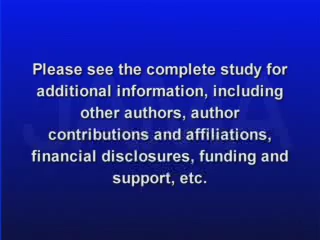 Please see the complete study for
additional information, including
other authors, author
contributions and affiliations,
financial disclosures, funding and
support, etc.